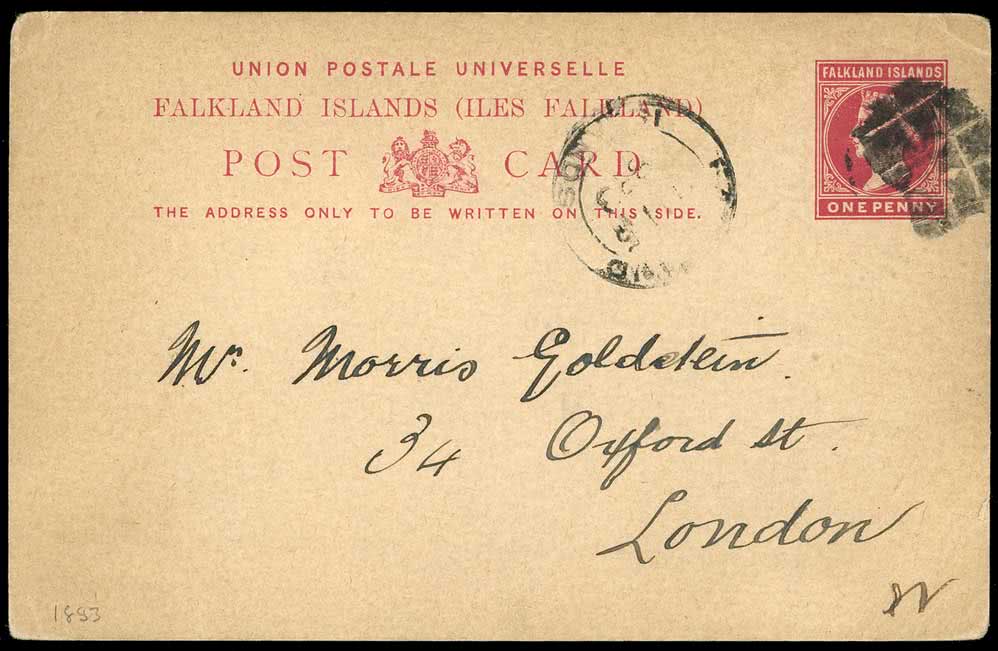 UNION POSTALE UNIVERSELLE
FALKLAND ISLANDS (ILES FALKLAND)
POST CARD
THE ADDRESS ONLY TO BE WRITTEN ON THIS SIDE.
FALKLAND ISLANDS
ONE PENNY
Mr. Morris Goldstein.
34 Oxford St.
London
1893